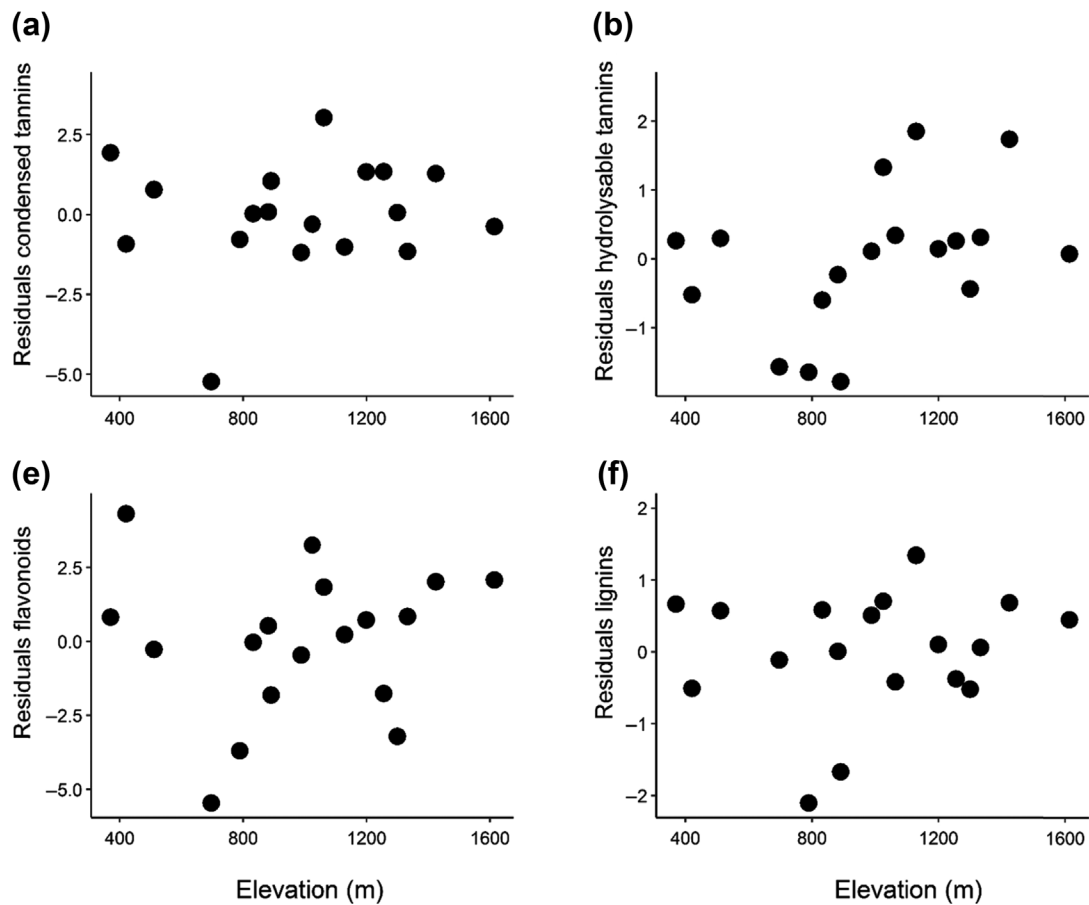 (a)
Residuals condensed tannins
2.5
0.0
–2.5
–5.0
400 800 1200 1600
(b)
Residuals hydrolysable tannins
2
1
0
–1
400 800 1200 1600
(e)
Residuals flavonoids
2.5
0.0
–2.5
–5.0
400 800 1200 1600
Elevation (m)
(f)
Residuals lignins
2
1
0
–1
–2
400 800 1200 1600
Elevation (m)